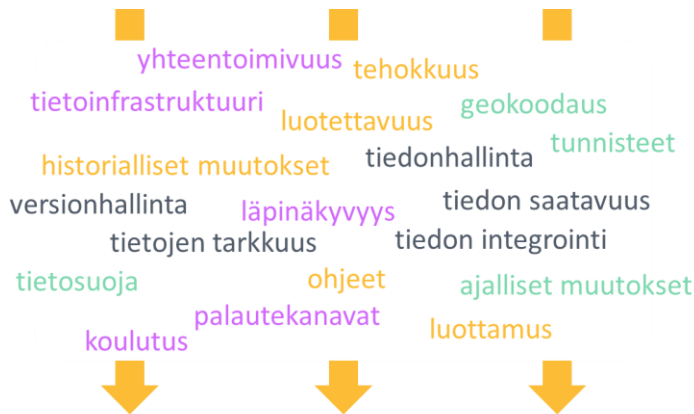 yhteentoimivuus
tehokkuus
tietoinfrastruktuuri
geokoodaus
luotettavuus
tunnisteet
historialliset muutokset
tiedonhallinta
versionhallinta
läpinäkyvyys
tiedon saatavuus
tietojen tarkkuus
tiedon integrointi
tietosuoja
ohjeet
ajalliset muutokset
palautekanavat
luottamus
koulutus